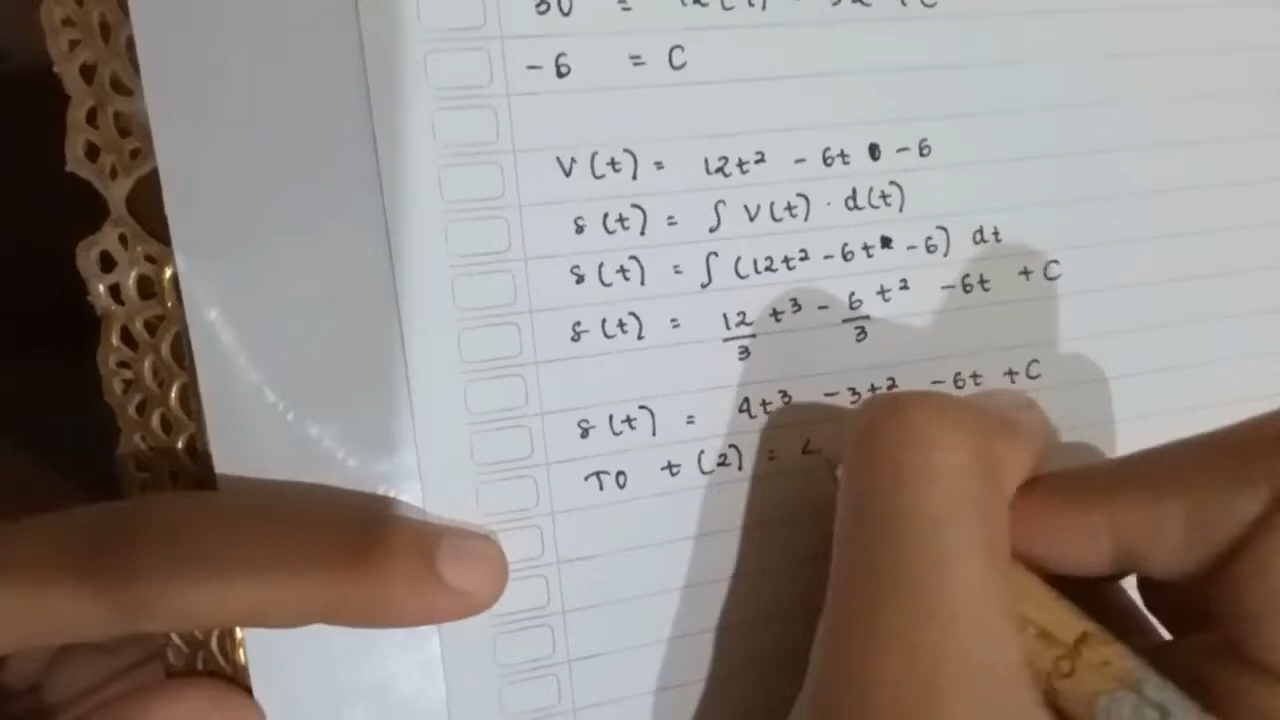 30 =
-6 = C
V(t) = 12t² - 6t - 6
s(t) = ∫ V(t) . d(t)
s(t) = ∫ (12t² - 6t - 6) dt
s(t) = 12/3 t³ - 6/3 t² - 6t + C
s(t) = 4t³ - 3t² - 6t + C
TO t(2) =